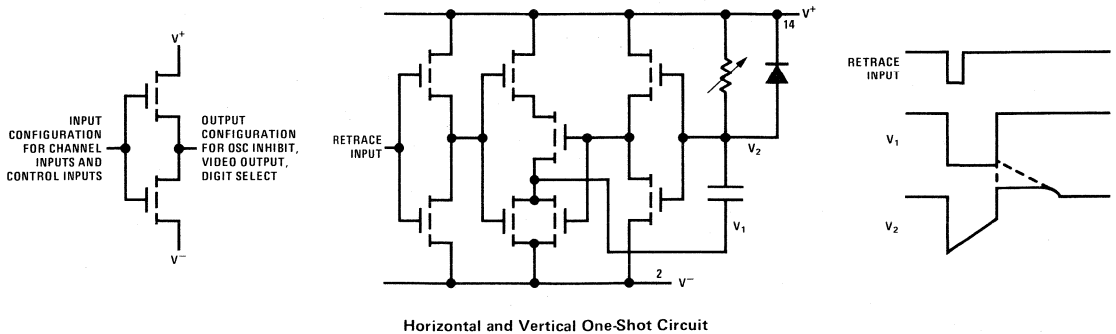 V+
INPUT
CONFIGURATION
FOR CHANNEL
INPUTS AND
CONTROL INPUTS
OUTPUT
CONFIGURATION
FOR OSC INHIBIT,
VIDEO OUTPUT,
DIGIT SELECT
V−
V+
14
RETRACE
INPUT
V2
V1
2
V−
RETRACE
INPUT
V1
V2
Horizontal and Vertical One-Shot Circuit